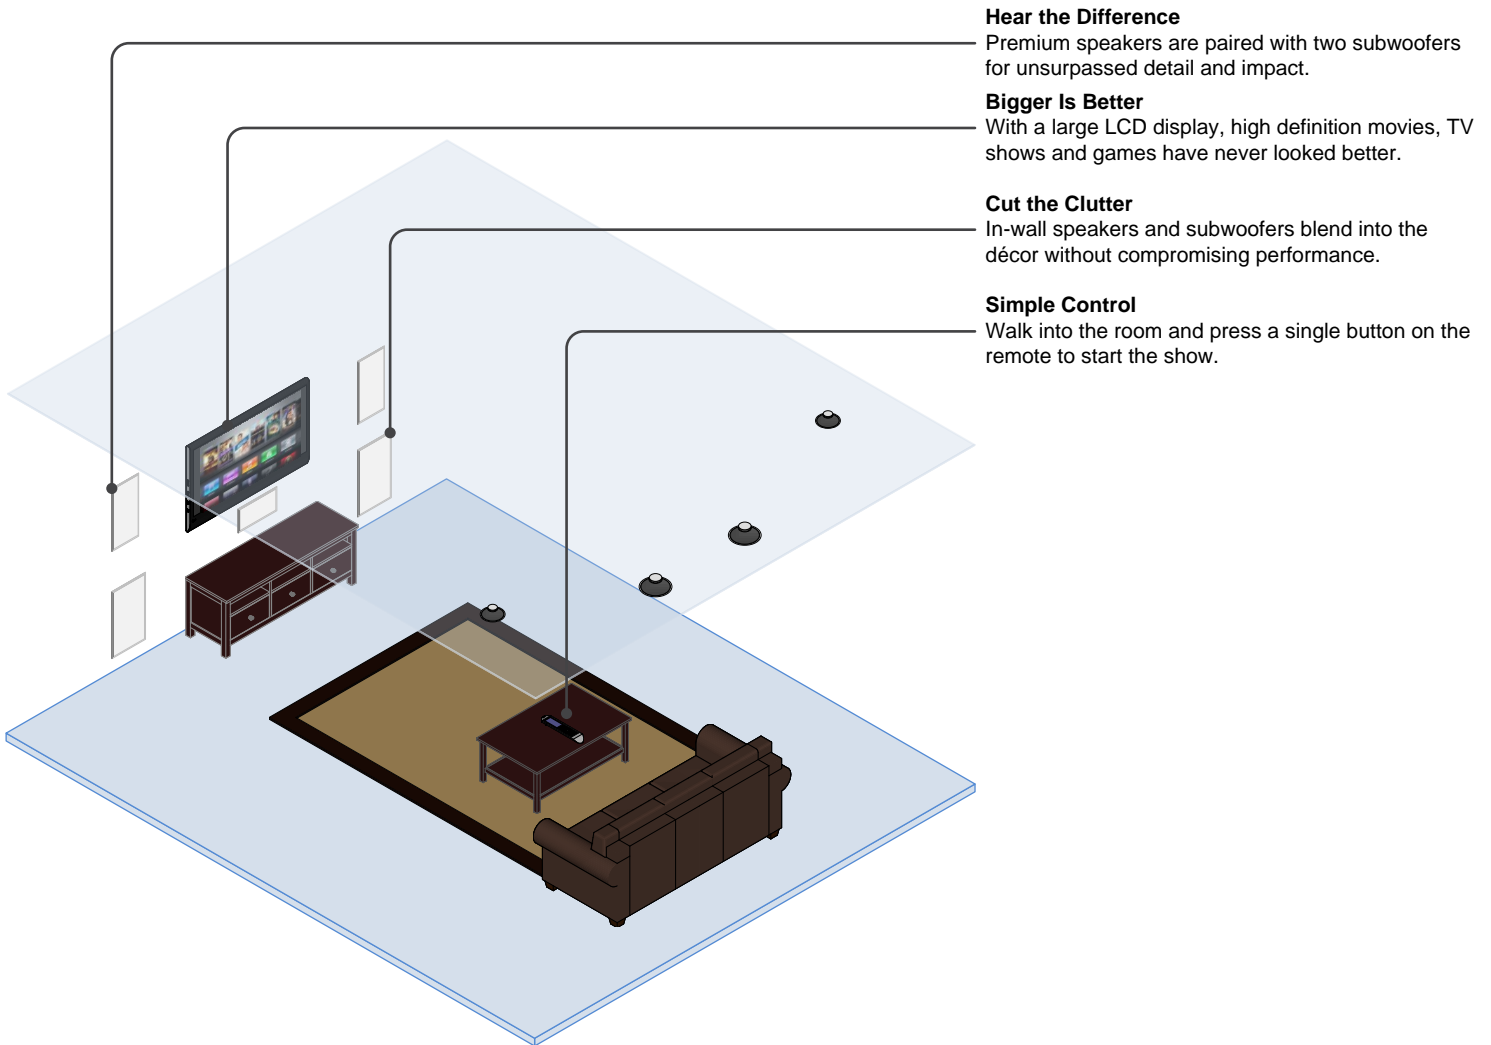 Hear the Difference
Premium speakers are paired with two subwoofers
for unsurpassed detail and impact.
Bigger Is Better
With a large LCD display, high definition movies, TV
shows and games have never looked better.
Cut the Clutter
In-wall speakers and subwoofers blend into the
décor without compromising performance.
Simple Control
Walk into the room and press a single button on the
remote to start the show.